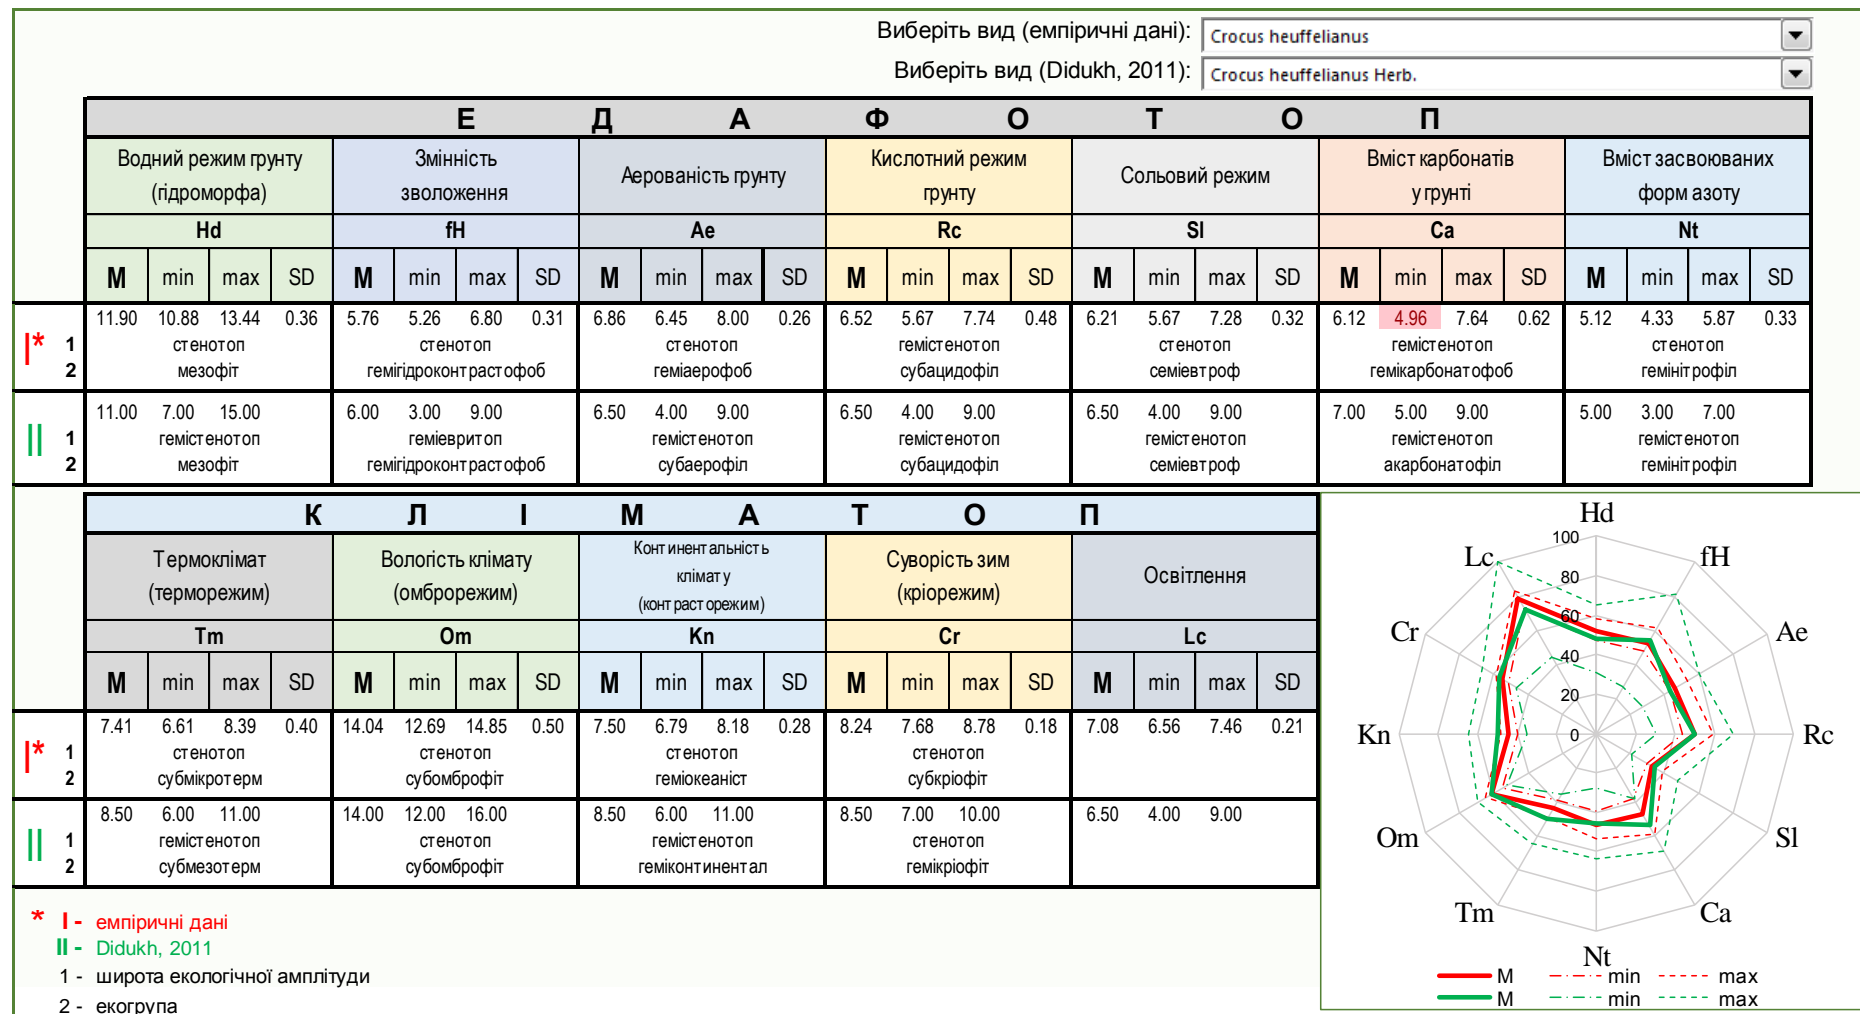 Виберіть вид (емпіричні дані): Crocus heuffelianus
Виберіть вид (Didukh, 2011): Crocus heuffelianus Herb.
Е Д А Ф О Т О П
Водний режим грунту (гідроморфа) Змінність зволоження Аерованість грунту Кислотний режим грунту Сольовий режим Вміст карбонатів у грунті Вміст засвоюваних форм азоту
Hd fH Ae Rc Sl Ca Nt
M min max SD M min max SD M min max SD M min max SD M min max SD M min max SD M min max SD
I* 11.90 10.88 13.44 0.36 5.76 5.26 6.80 0.31 6.86 6.45 8.00 0.26 6.52 5.67 7.74 0.48 6.21 5.67 7.28 0.32 6.12 4.96 7.64 0.62 5.12 4.33 5.87 0.33
1 стенотоп стенотоп стенотоп гемістенотоп стенотоп гемістенотоп стенотоп
2 мезофіт гемігідроконтрастофоб геміаерофоб субацидофіл семіевтроф гемікарбонатофоб гемінітрофіл
II 11.00 7.00 15.00 6.00 3.00 9.00 6.50 4.00 9.00 6.50 4.00 9.00 6.50 4.00 9.00 7.00 5.00 9.00 5.00 3.00 7.00
1 гемістенотоп геміевритоп гемістенотоп гемістенотоп гемістенотоп гемістенотоп гемістенотоп
2 мезофіт гемігідроконтрастофоб субаерофіл субацидофіл семіевтроф акарбонатофіл гемінітрофіл
К Л І М А Т О П
Термоклімат (терморежим) Вологість клімату (омброрежим) Континентальність клімату (контрасторежим) Суворість зим (кріорежим) Освітлення
Tm Om Kn Cr Lc
M min max SD M min max SD M min max SD M min max SD M min max SD
I* 7.41 6.61 8.39 0.40 14.04 12.69 14.85 0.50 7.50 6.79 8.18 0.28 8.24 7.68 8.78 0.18 7.08 6.56 7.46 0.21
1 стенотоп стенотоп стенотоп стенотоп
2 субмікротерм субомброфіт геміокеаніст субкріофіт
II 8.50 6.00 11.00 14.00 12.00 16.00 8.50 6.00 11.00 8.50 7.00 10.00 6.50 4.00 9.00
1 гемістенотоп стенотоп гемістенотоп стенотоп
2 субмезотерм субомброфіт геміконтинентал гемікріофіт
Hd
100
Lc fH
80
60
Cr Ae
40
20
Kn 0 Rc
Om Sl
Tm Ca
Nt
M min max
M min max
* I - емпіричні дані
II - Didukh, 2011
1 - широта екологічної амплітуди
2 - екогрупа